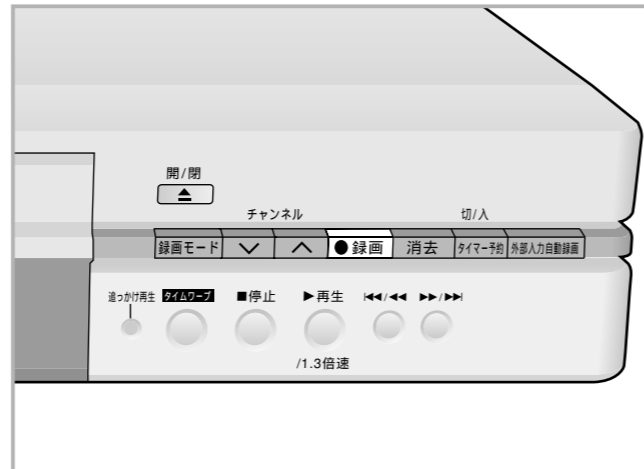 開/閉
チャンネル 切/入
録画モード ∨ ∧ ●録画 消去 タイマー予約 外部入力自動録画
追っかけ再生 タイムワープ ■停止 ▶再生 |◀◀/◀◀ ▶▶/▶▶|
/1.3倍速